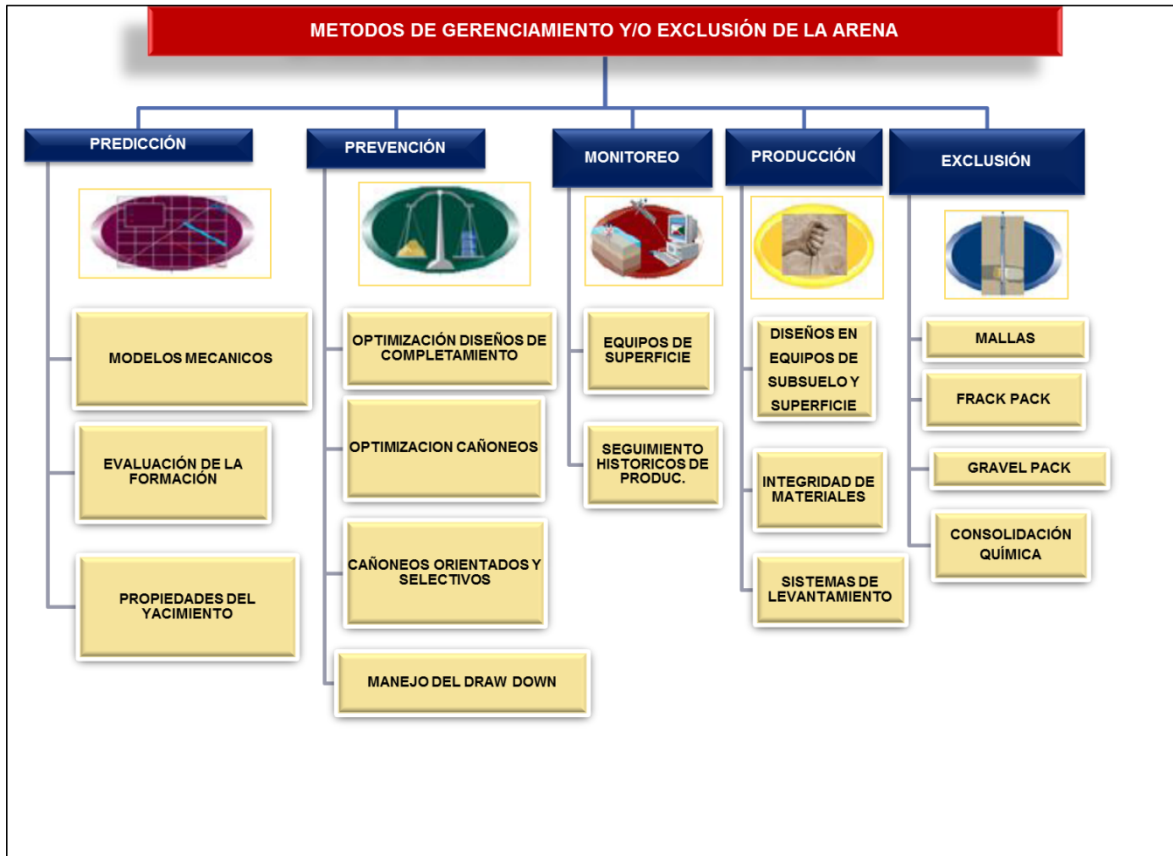 METODOS DE GERENCIAMIENTO Y/O EXCLUSIÓN DE LA ARENA
PREDICCIÓN
MODELOS MECANICOS
EVALUACIÓN DE LA
FORMACIÓN
PROPIEDADES DEL
YACIMIENTO
PREVENCIÓN
OPTIMIZACIÓN DISEÑOS DE
COMPLETAMIENTO
OPTIMIZACION CAÑONEOS
CAÑONEOS ORIENTADOS Y
SELECTIVOS
MANEJO DEL DRAW DOWN
MONITOREO
EQUIPOS DE
SUPERFICIE
SEGUIMIENTO
HISTORICOS DE
PRODUC.
PRODUCCIÓN
DISEÑOS EN
EQUIPOS DE
SUBSUELO Y
SUPERFICIE
INTEGRIDAD DE
MATERIALES
SISTEMAS DE
LEVANTAMIENTO
EXCLUSIÓN
MALLAS
FRACK PACK
GRAVEL PACK
CONSOLIDACIÓN
QUÍMICA